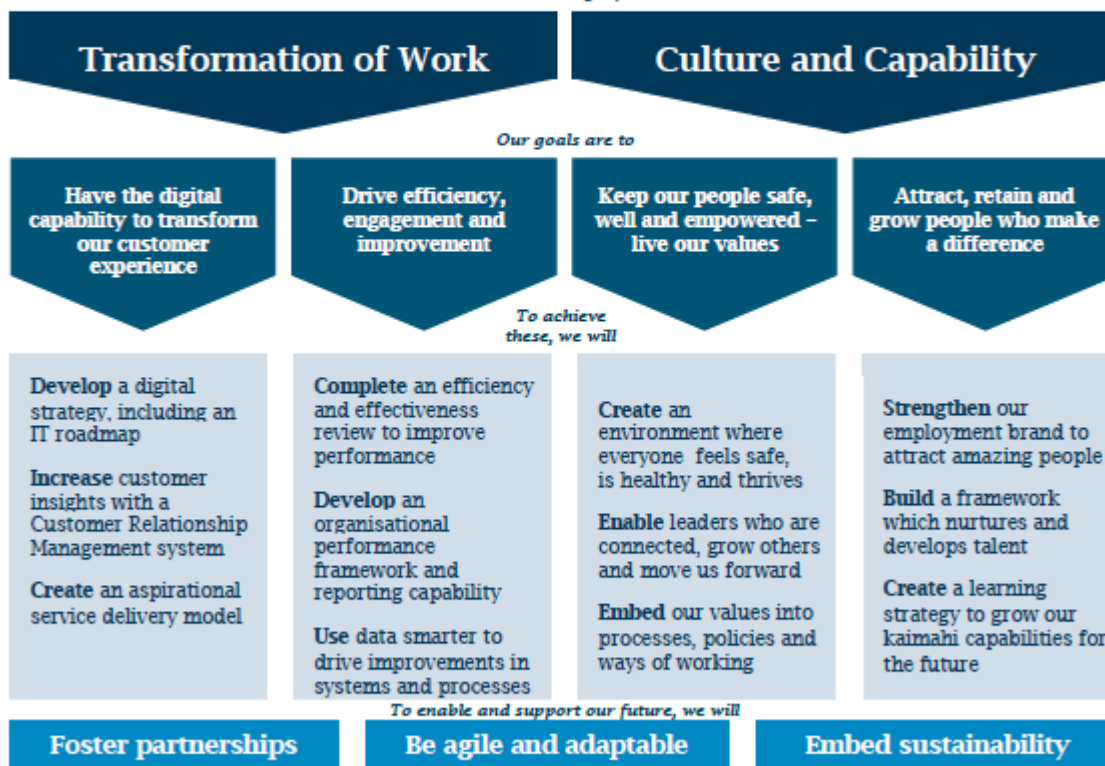 Transformation of Work
Culture and Capability
Our goals are to
Have the digital
capability to transform
our customer
experience
Drive efficiency,
engagement and
improvement
Keep our people safe,
well and empowered –
live our values
Attract, retain and
grow people who make
a difference
To achieve
these, we will
Develop a digital
strategy, including an
IT roadmap
Increase customer
insights with a
Customer Relationship
Management system
Create an aspirational
service delivery model
Complete an efficiency
and effectiveness
review to improve
performance
Develop an
organisational
performance
framework and
reporting capability
Use data smarter to
drive improvements in
systems and processes
Create an
environment where
everyone feels safe,
is healthy and thrives
Enable leaders who are
connected, grow others
and move us forward
Embed our values into
processes, policies and
ways of working
Strengthen our
employment brand to
attract amazing people
Build a framework
which nurtures and
develops talent
Create a learning
strategy to grow our
kaimahi capabilities for
the future
To enable and support our future, we will
Foster partnerships
Be agile and adaptable
Embed sustainability